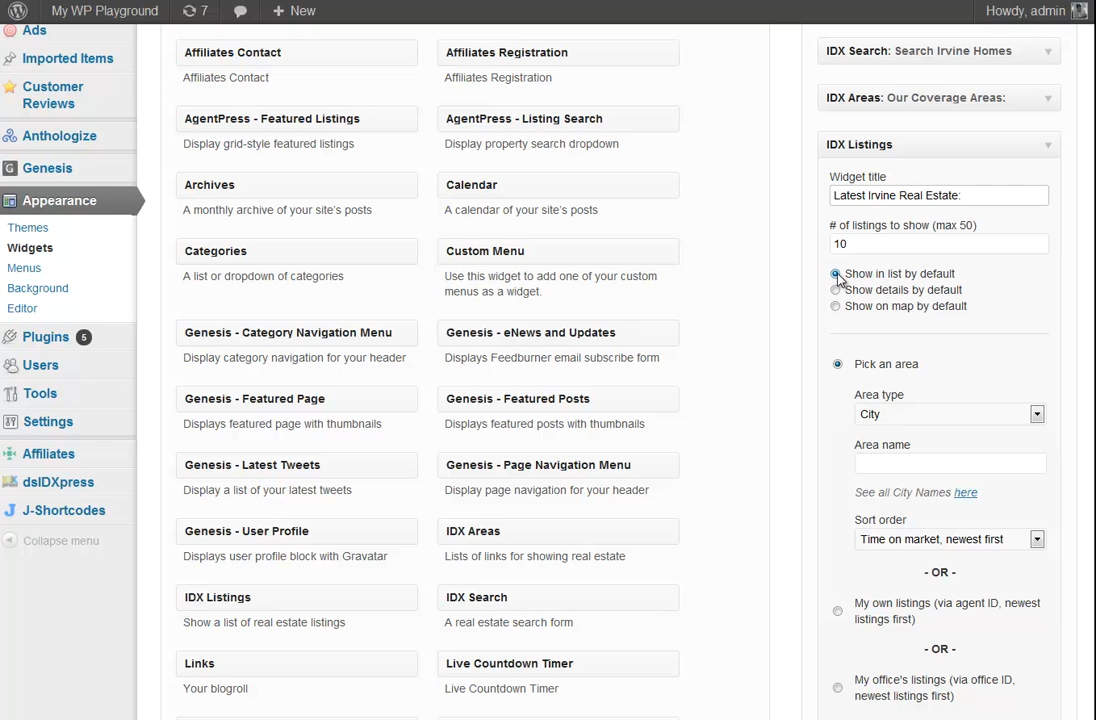 My WP Playground
7
New
Howdy, admin
Ads
Imported Items
Customer
Reviews
Anthologize
Genesis
Appearance
Themes
Widgets
Menus
Background
Editor
Plugins 5
Users
Tools
Settings
Affiliates
dsIDXpress
J-Shortcodes
Collapse menu
Affiliates Contact
Affiliates Contact
Affiliates Registration
Affiliates Registration
AgentPress - Featured Listings
Display grid-style featured listings
AgentPress - Listing Search
Display property search dropdown
Archives
A monthly archive of your site's posts
Calendar
A calendar of your site's posts
Categories
A list or dropdown of categories
Custom Menu
Use this widget to add one of your custom
menus as a widget.
Genesis - Category Navigation Menu
Display category navigation for your header
Genesis - eNews and Updates
Displays Feedburner email subscribe form
Genesis - Featured Page
Displays featured page with thumbnails
Genesis - Featured Posts
Displays featured posts with thumbnails
Genesis - Latest Tweets
Display a list of your latest tweets
Genesis - Page Navigation Menu
Display page navigation for your header
Genesis - User Profile
Displays user profile block with Gravatar
IDX Areas
Lists of links for showing real estate
IDX Listings
Show a list of real estate listings
IDX Search
A real estate search form
Links
Your blogroll
Live Countdown Timer
Live Countdown Timer
IDX Search: Search Irvine Homes
IDX Areas: Our Coverage Areas:
IDX Listings
Widget title
Latest Irvine Real Estate:
# of listings to show (max 50)
10
Show in list by default
Show details by default
Show on map by default
Pick an area
Area type
City
Area name
See all City Names here
Sort order
Time on market, newest first
- OR -
My own listings (via agent ID, newest
listings first)
- OR -
My office's listings (via office ID,
newest listings first)